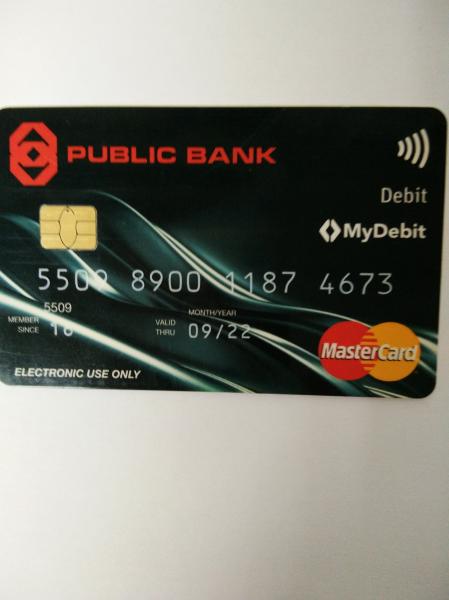 PUBLIC BANK
Debit
MyDebit
5509 8900 1187 4673
5509
MEMBER SINCE
VALID THRU
MONTH/YEAR
09/22
MasterCard
ELECTRONIC USE ONLY